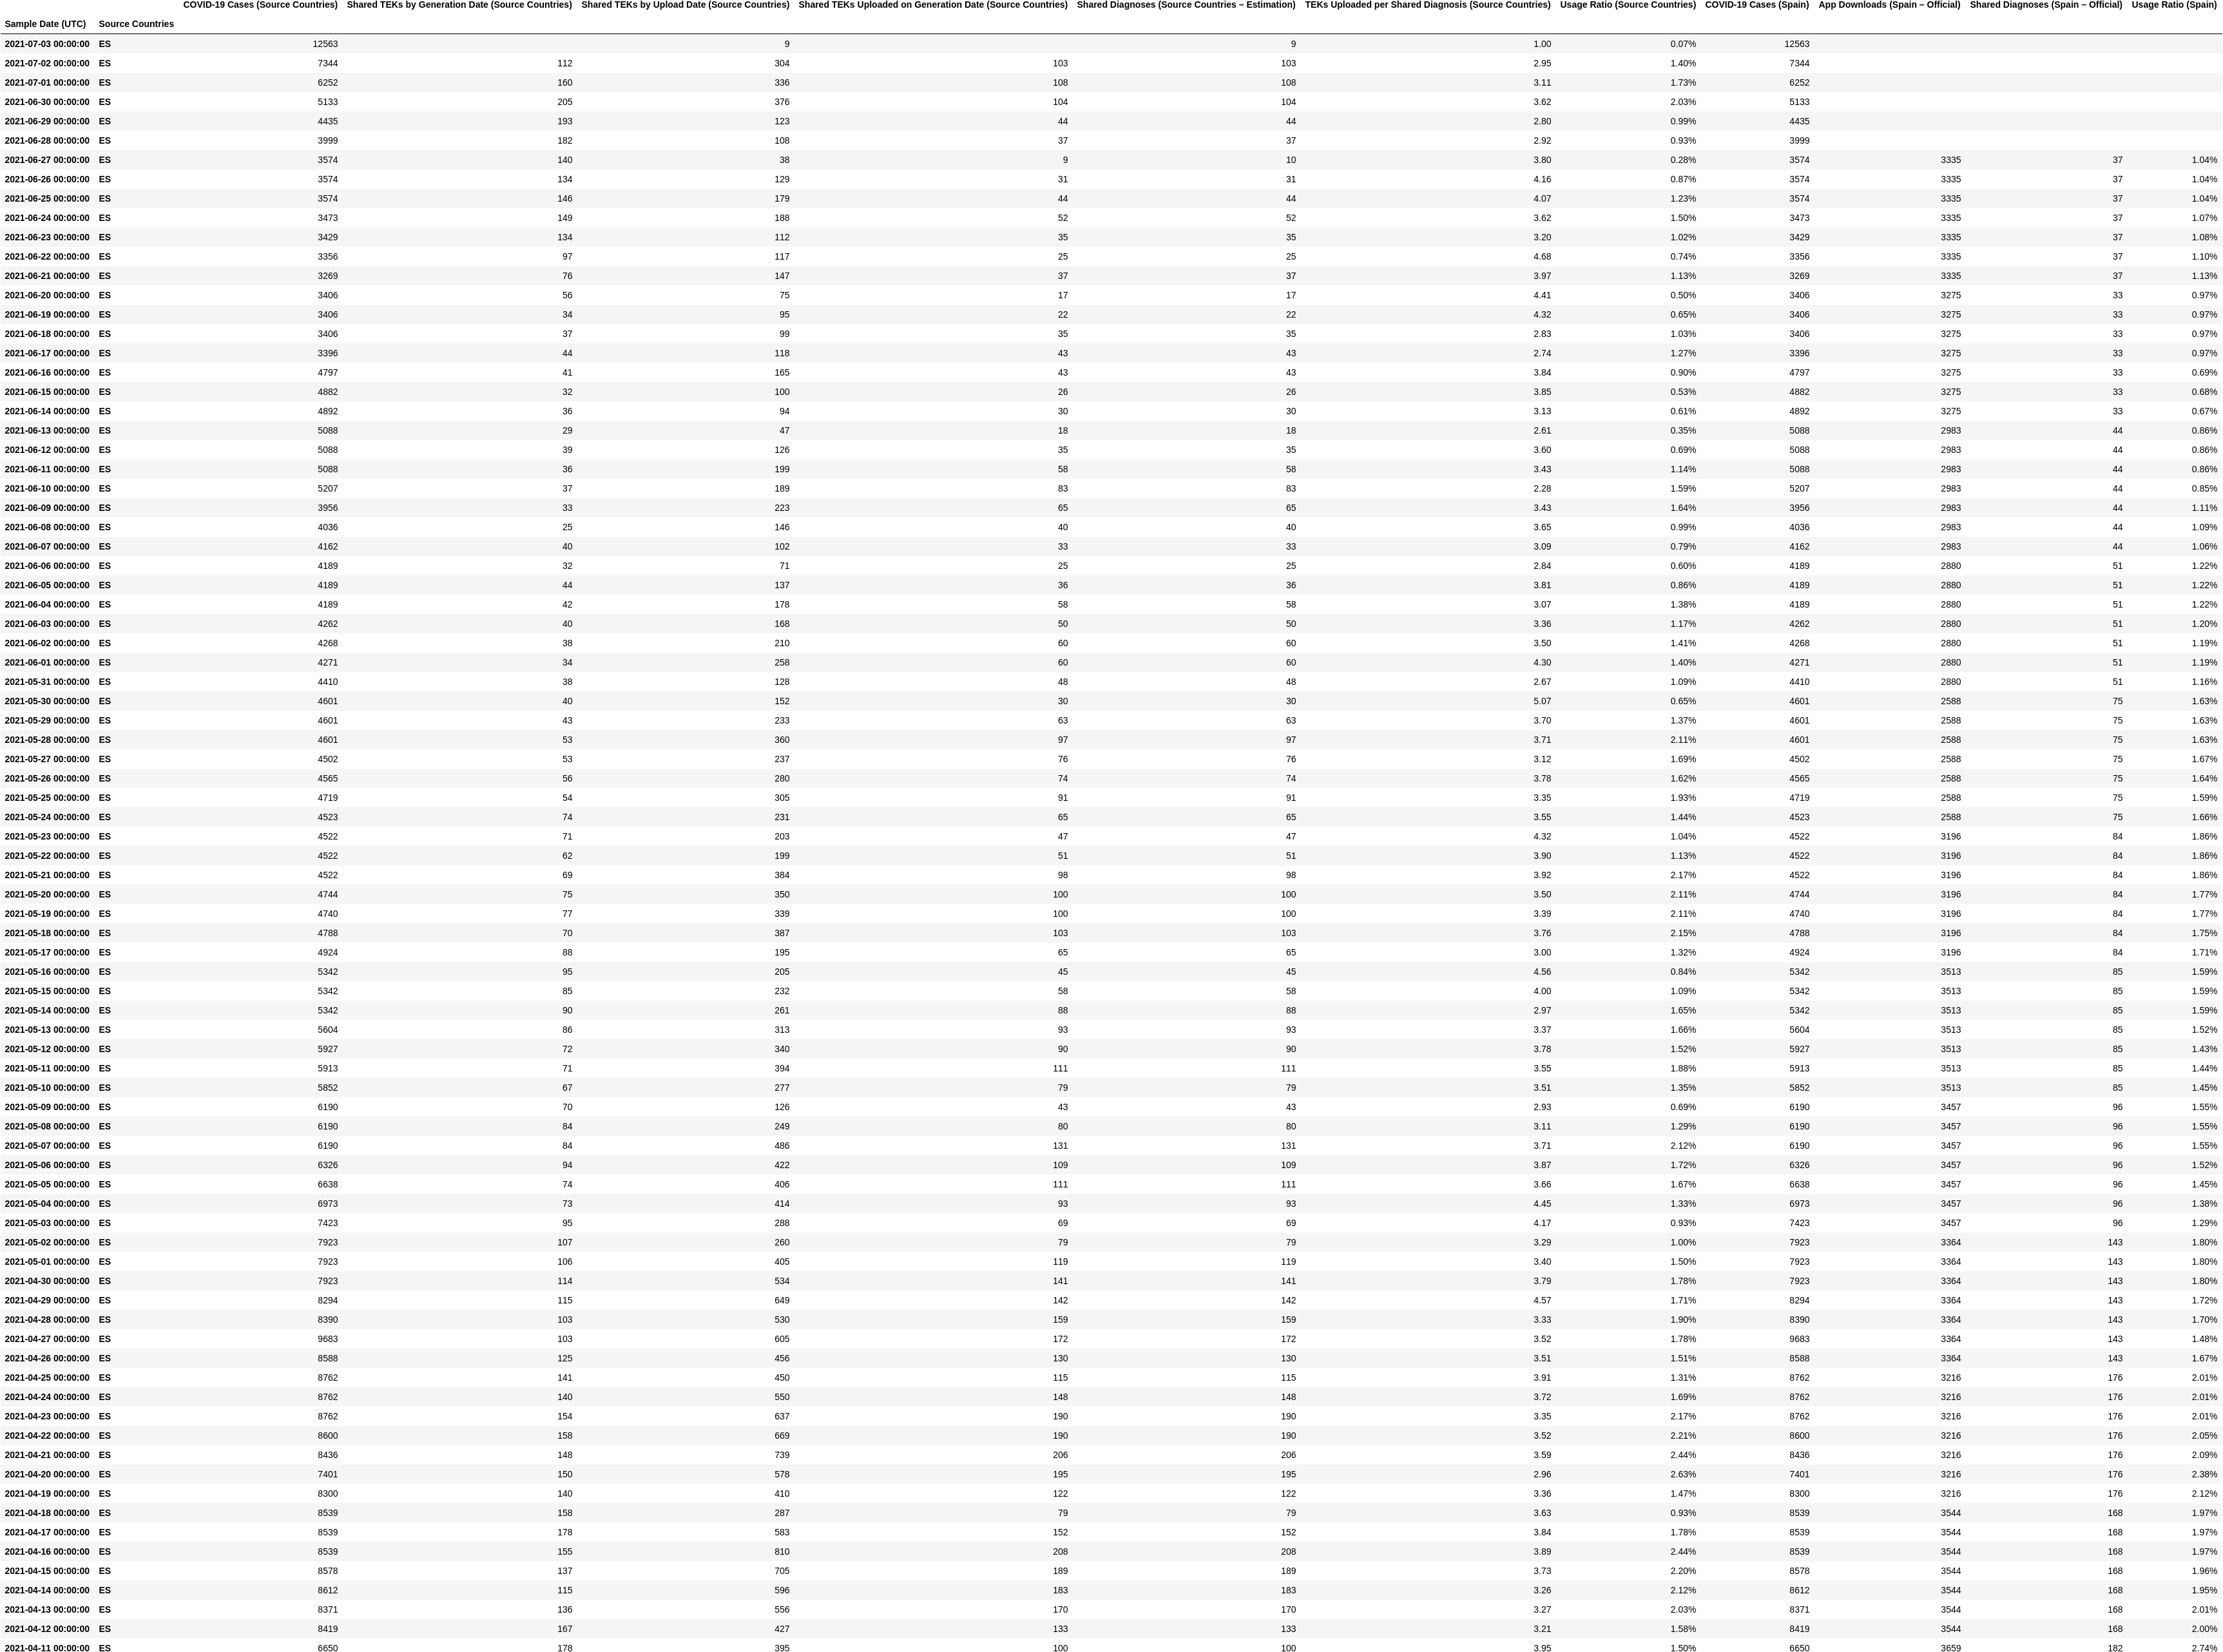 COVID-19 Cases (Source Countries) Shared TEKs by Generation Date (Source Countries) Shared TEKs by Upload Date (Source Countries) Shared TEKs Uploaded on Generation Date (Source Countries) Shared Diagnoses (Source Countries – Estimation) TEKs Uploaded per Shared Diagnosis (Source Countries) Usage Ratio (Source Countries) COVID-19 Cases (Spain) App Downloads (Spain – Official) Shared Diagnoses (Spain – Official) Usage Ratio (Spain)
Sample Date (UTC) Source Countries
2021-07-03 00:00:00 ES 12563 9 9 1.00 0.07% 12563
2021-07-02 00:00:00 ES 7344 112 304 103 103 2.95 1.40% 7344
2021-07-01 00:00:00 ES 6252 160 336 108 108 3.11 1.73% 6252
2021-06-30 00:00:00 ES 5133 205 376 104 104 3.62 2.03% 5133
2021-06-29 00:00:00 ES 4435 193 123 44 44 2.80 0.99% 4435
2021-06-28 00:00:00 ES 3999 182 108 37 37 2.92 0.93% 3999
2021-06-27 00:00:00 ES 3574 140 38 9 10 3.80 0.28% 3574 3335 37 1.04%
2021-06-26 00:00:00 ES 3574 134 129 31 31 4.16 0.87% 3574 3335 37 1.04%
2021-06-25 00:00:00 ES 3574 146 179 44 44 4.07 1.23% 3574 3335 37 1.04%
2021-06-24 00:00:00 ES 3473 149 188 52 52 3.62 1.50% 3473 3335 37 1.07%
2021-06-23 00:00:00 ES 3429 134 112 35 35 3.20 1.02% 3429 3335 37 1.08%
2021-06-22 00:00:00 ES 3356 97 117 25 25 4.68 0.74% 3356 3335 37 1.10%
2021-06-21 00:00:00 ES 3269 76 147 37 37 3.97 1.13% 3269 3335 37 1.13%
2021-06-20 00:00:00 ES 3406 56 75 17 17 4.41 0.50% 3406 3275 33 0.97%
2021-06-19 00:00:00 ES 3406 34 95 22 22 4.32 0.65% 3406 3275 33 0.97%
2021-06-18 00:00:00 ES 3406 37 99 35 35 2.83 1.03% 3406 3275 33 0.97%
2021-06-17 00:00:00 ES 3396 44 118 43 43 2.74 1.27% 3396 3275 33 0.97%
2021-06-16 00:00:00 ES 4797 41 165 43 43 3.84 0.90% 4797 3275 33 0.69%
2021-06-15 00:00:00 ES 4882 32 100 26 26 3.85 0.53% 4882 3275 33 0.68%
2021-06-14 00:00:00 ES 4892 36 94 30 30 3.13 0.61% 4892 3275 33 0.67%
2021-06-13 00:00:00 ES 5088 29 47 18 18 2.61 0.35% 5088 2983 44 0.86%
2021-06-12 00:00:00 ES 5088 39 126 35 35 3.60 0.69% 5088 2983 44 0.86%
2021-06-11 00:00:00 ES 5088 36 199 58 58 3.43 1.14% 5088 2983 44 0.86%
2021-06-10 00:00:00 ES 5207 37 189 83 83 2.28 1.59% 5207 2983 44 0.85%
2021-06-09 00:00:00 ES 3956 33 223 65 65 3.43 1.64% 3956 2983 44 1.11%
2021-06-08 00:00:00 ES 4036 25 146 40 40 3.65 0.99% 4036 2983 44 1.09%
2021-06-07 00:00:00 ES 4162 40 102 33 33 3.09 0.79% 4162 2983 44 1.06%
2021-06-06 00:00:00 ES 4189 32 71 25 25 2.84 0.60% 4189 2880 51 1.22%
2021-06-05 00:00:00 ES 4189 44 137 36 36 3.81 0.86% 4189 2880 51 1.22%
2021-06-04 00:00:00 ES 4189 42 178 58 58 3.07 1.38% 4189 2880 51 1.22%
2021-06-03 00:00:00 ES 4262 40 168 50 50 3.36 1.17% 4262 2880 51 1.20%
2021-06-02 00:00:00 ES 4268 38 210 60 60 3.50 1.41% 4268 2880 51 1.19%
2021-06-01 00:00:00 ES 4271 34 258 60 60 4.30 1.40% 4271 2880 51 1.19%
2021-05-31 00:00:00 ES 4410 38 128 48 48 2.67 1.09% 4410 2880 51 1.16%
2021-05-30 00:00:00 ES 4601 40 152 30 30 5.07 0.65% 4601 2588 75 1.63%
2021-05-29 00:00:00 ES 4601 43 233 63 63 3.70 1.37% 4601 2588 75 1.63%
2021-05-28 00:00:00 ES 4601 53 360 97 97 3.71 2.11% 4601 2588 75 1.63%
2021-05-27 00:00:00 ES 4502 53 237 76 76 3.12 1.69% 4502 2588 75 1.67%
2021-05-26 00:00:00 ES 4565 56 280 74 74 3.78 1.62% 4565 2588 75 1.64%
2021-05-25 00:00:00 ES 4719 54 305 91 91 3.35 1.93% 4719 2588 75 1.59%
2021-05-24 00:00:00 ES 4523 74 231 65 65 3.55 1.44% 4523 2588 75 1.66%
2021-05-23 00:00:00 ES 4522 71 203 47 47 4.32 1.04% 4522 3196 84 1.86%
2021-05-22 00:00:00 ES 4522 62 199 51 51 3.90 1.13% 4522 3196 84 1.86%
2021-05-21 00:00:00 ES 4522 69 384 98 98 3.92 2.17% 4522 3196 84 1.86%
2021-05-20 00:00:00 ES 4744 75 350 100 100 3.50 2.11% 4744 3196 84 1.77%
2021-05-19 00:00:00 ES 4740 77 339 100 100 3.39 2.11% 4740 3196 84 1.77%
2021-05-18 00:00:00 ES 4788 70 387 103 103 3.76 2.15% 4788 3196 84 1.75%
2021-05-17 00:00:00 ES 4924 88 195 65 65 3.00 1.32% 4924 3196 84 1.71%
2021-05-16 00:00:00 ES 5342 95 205 45 45 4.56 0.84% 5342 3513 85 1.59%
2021-05-15 00:00:00 ES 5342 85 232 58 58 4.00 1.09% 5342 3513 85 1.59%
2021-05-14 00:00:00 ES 5342 90 261 88 88 2.97 1.65% 5342 3513 85 1.59%
2021-05-13 00:00:00 ES 5604 86 313 93 93 3.37 1.66% 5604 3513 85 1.52%
2021-05-12 00:00:00 ES 5927 72 340 90 90 3.78 1.52% 5927 3513 85 1.43%
2021-05-11 00:00:00 ES 5913 71 394 111 111 3.55 1.88% 5913 3513 85 1.44%
2021-05-10 00:00:00 ES 5852 67 277 79 79 3.51 1.35% 5852 3513 85 1.45%
2021-05-09 00:00:00 ES 6190 70 126 43 43 2.93 0.69% 6190 3457 96 1.55%
2021-05-08 00:00:00 ES 6190 84 249 80 80 3.11 1.29% 6190 3457 96 1.55%
2021-05-07 00:00:00 ES 6190 84 486 131 131 3.71 2.12% 6190 3457 96 1.55%
2021-05-06 00:00:00 ES 6326 94 422 109 109 3.87 1.72% 6326 3457 96 1.52%
2021-05-05 00:00:00 ES 6638 74 406 111 111 3.66 1.67% 6638 3457 96 1.45%
2021-05-04 00:00:00 ES 6973 73 414 93 93 4.45 1.33% 6973 3457 96 1.38%
2021-05-03 00:00:00 ES 7423 95 288 69 69 4.17 0.93% 7423 3457 96 1.29%
2021-05-02 00:00:00 ES 7923 107 260 79 79 3.29 1.00% 7923 3364 143 1.80%
2021-05-01 00:00:00 ES 7923 106 405 119 119 3.40 1.50% 7923 3364 143 1.80%
2021-04-30 00:00:00 ES 7923 114 534 141 141 3.79 1.78% 7923 3364 143 1.80%
2021-04-29 00:00:00 ES 8294 115 649 142 142 4.57 1.71% 8294 3364 143 1.72%
2021-04-28 00:00:00 ES 8390 103 530 159 159 3.33 1.90% 8390 3364 143 1.70%
2021-04-27 00:00:00 ES 9683 103 605 172 172 3.52 1.78% 9683 3364 143 1.48%
2021-04-26 00:00:00 ES 8588 125 456 130 130 3.51 1.51% 8588 3364 143 1.67%
2021-04-25 00:00:00 ES 8762 141 450 115 115 3.91 1.31% 8762 3216 176 2.01%
2021-04-24 00:00:00 ES 8762 140 550 148 148 3.72 1.69% 8762 3216 176 2.01%
2021-04-23 00:00:00 ES 8762 154 637 190 190 3.35 2.17% 8762 3216 176 2.01%
2021-04-22 00:00:00 ES 8600 158 669 190 190 3.52 2.21% 8600 3216 176 2.05%
2021-04-21 00:00:00 ES 8436 148 739 206 206 3.59 2.44% 8436 3216 176 2.09%
2021-04-20 00:00:00 ES 7401 150 578 195 195 2.96 2.63% 7401 3216 176 2.38%
2021-04-19 00:00:00 ES 8300 140 410 122 122 3.36 1.47% 8300 3216 176 2.12%
2021-04-18 00:00:00 ES 8539 158 287 79 79 3.63 0.93% 8539 3544 168 1.97%
2021-04-17 00:00:00 ES 8539 178 583 152 152 3.84 1.78% 8539 3544 168 1.97%
2021-04-16 00:00:00 ES 8539 155 810 208 208 3.89 2.44% 8539 3544 168 1.97%
2021-04-15 00:00:00 ES 8578 137 705 189 189 3.73 2.20% 8578 3544 168 1.96%
2021-04-14 00:00:00 ES 8612 115 596 183 183 3.26 2.12% 8612 3544 168 1.95%
2021-04-13 00:00:00 ES 8371 136 556 170 170 3.27 2.03% 8371 3544 168 2.01%
2021-04-12 00:00:00 ES 8419 167 427 133 133 3.21 1.58% 8419 3544 168 2.00%
2021-04-11 00:00:00 ES 6650 178 395 100 100 3.95 1.50% 6650 3659 182 2.74%